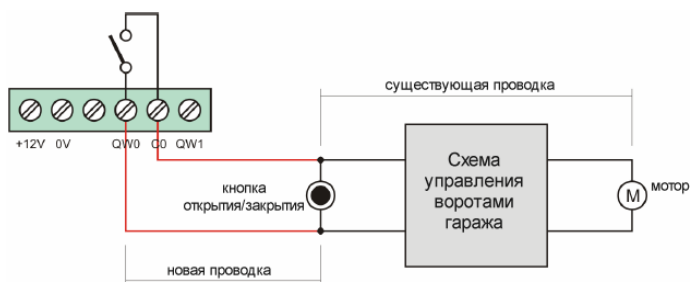 существующая проводка
+12V 0V QW0 C0 QW1
кнопка
открытия/закрытия
Схема
управления
воротами
гаража
M
мотор
новая проводка